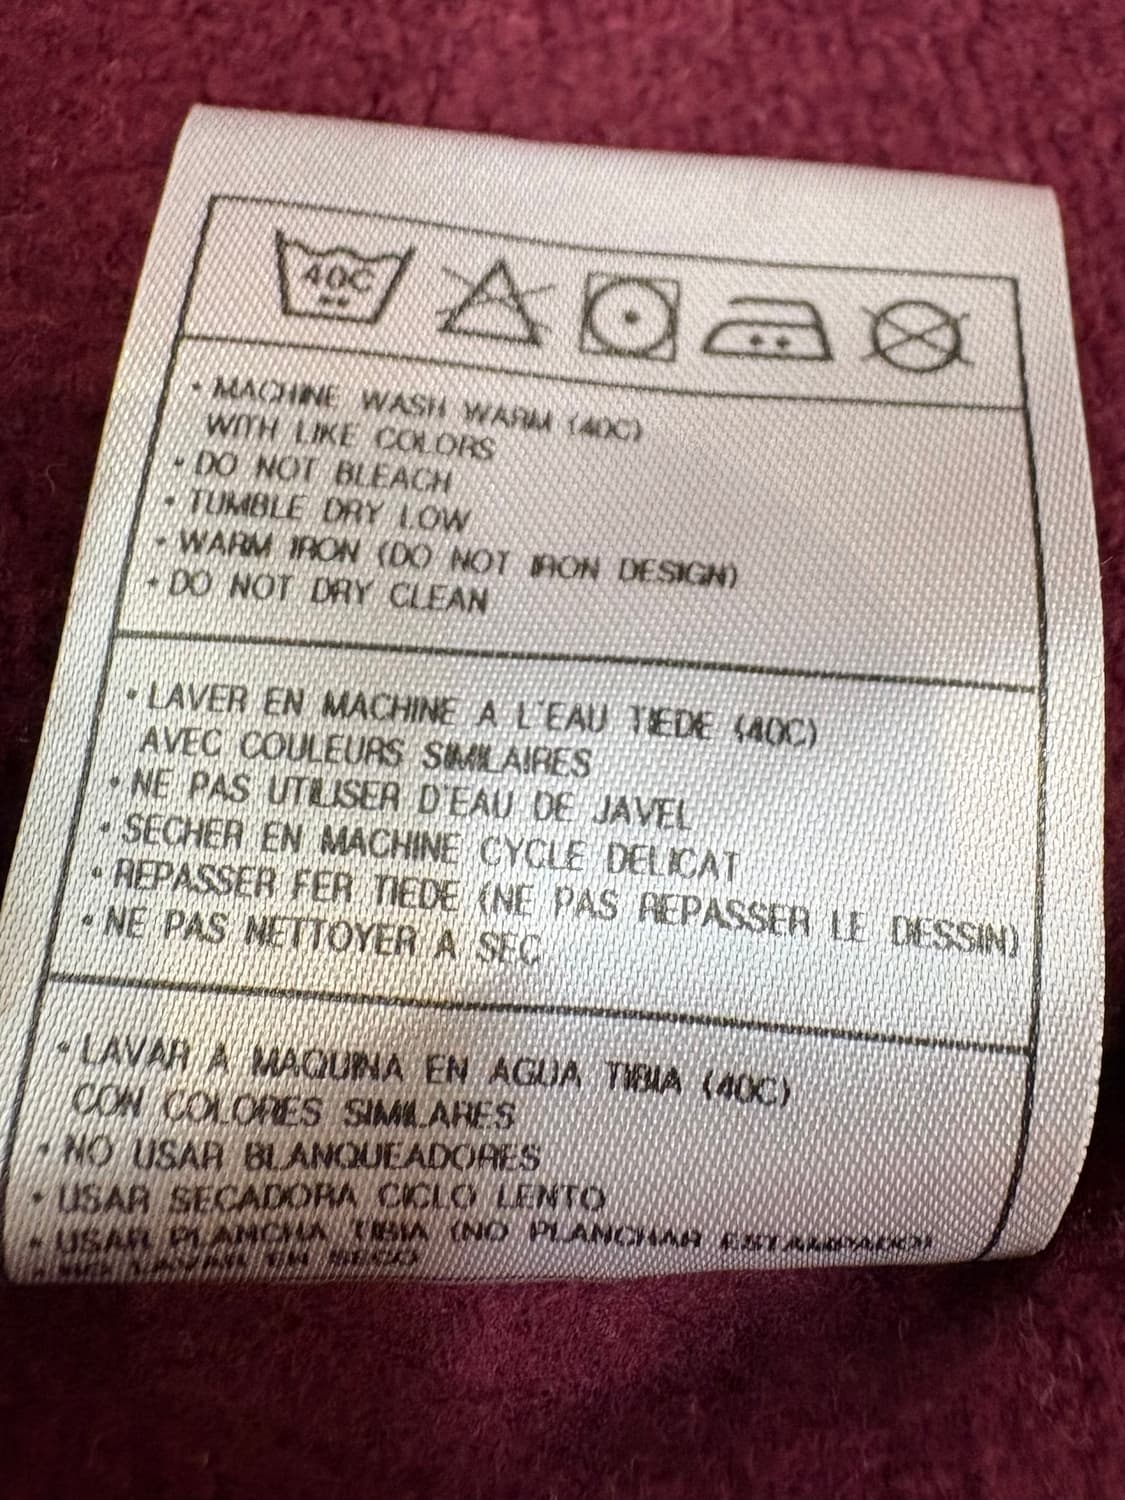 40C
• MACHINE WASH WARM (40C)
WITH LIKE COLORS
• DO NOT BLEACH
• TUMBLE DRY LOW
• WARM IRON (DO NOT IRON DESIGN)
• DO NOT DRY CLEAN
• LAVER EN MACHINE A L'EAU TIEDE (40C)
AVEC COULEURS SIMILAIRES
• NE PAS UTILISER D'EAU DE JAVEL
• SECHER EN MACHINE CYCLE DELICAT
• REPASSER FER TIEDE (NE PAS REPASSER LE DESSIN)
• NE PAS NETTOYER A SEC
• LAVAR A MAQUINA EN AGUA TIBIA (40C)
CON COLORES SIMILARES
• NO USAR BLANQUEADORES
• USAR SECADORA CICLO LENTO
• USAR PLANCHA TIBIA (NO PLANCHAR ESTAMPADO)
LAVAR EN SECO